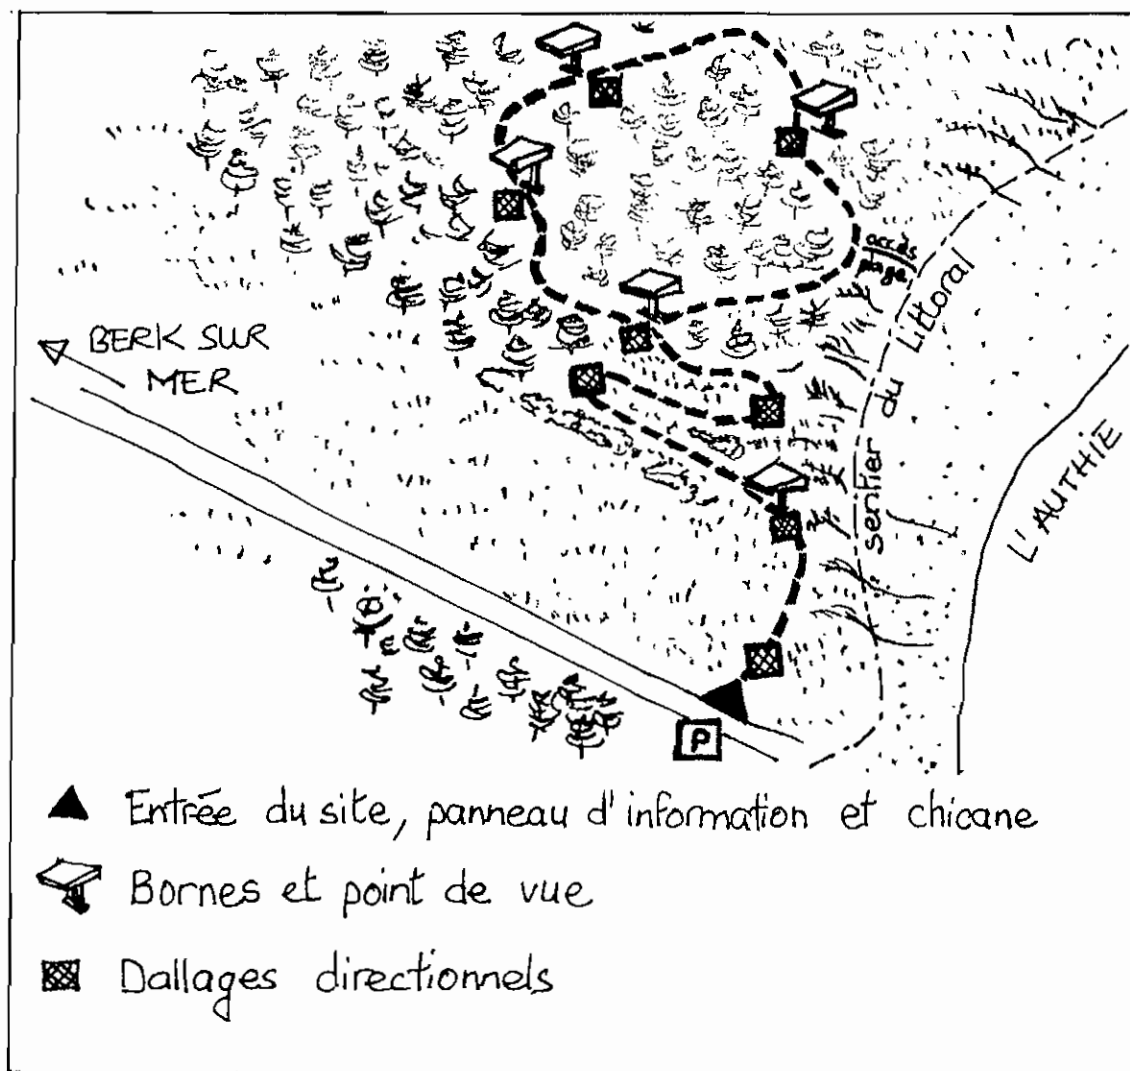 accès
plage
BERK SUR
MER
sentier du Littoral
L'AUTHIE
P
Entrée du site, panneau d'information et chicane
Bornes et point de vue
Dallages directionnels